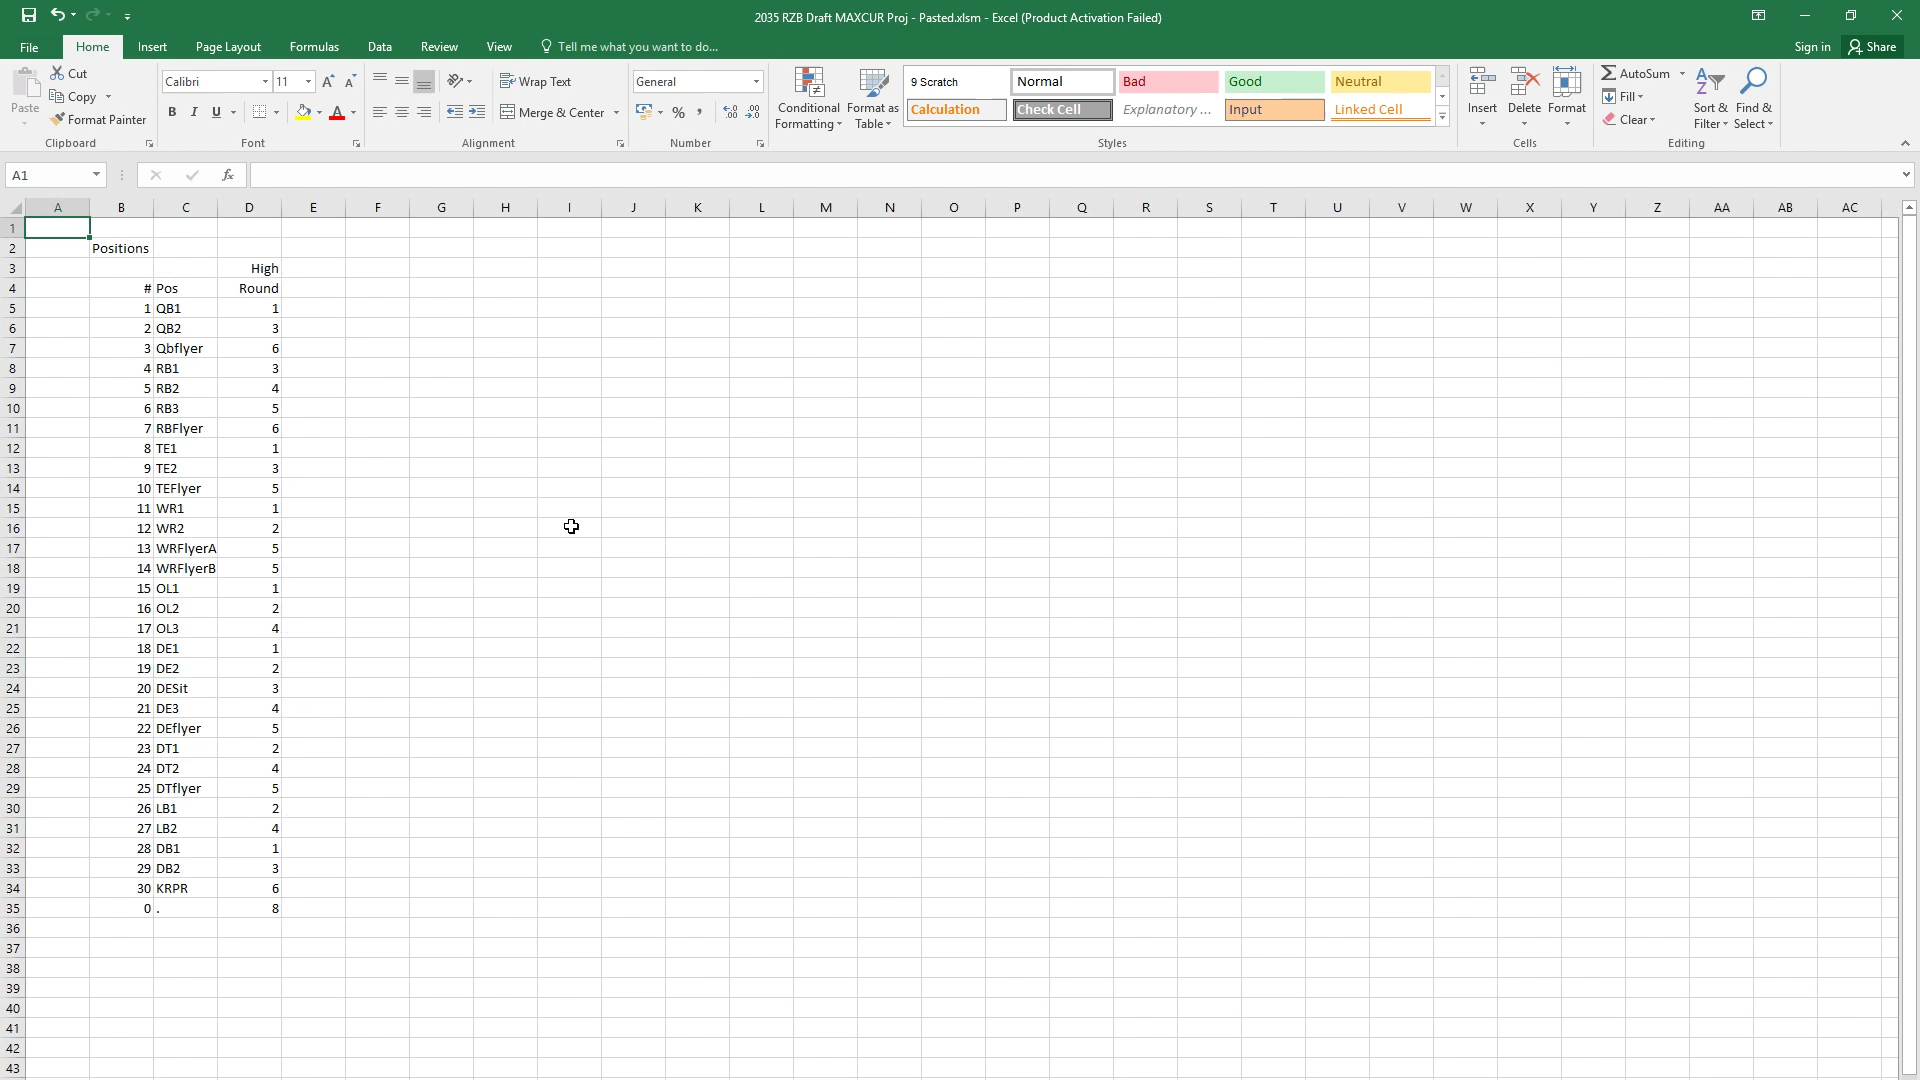 2035 RZB Draft MAXCUR Proj - Pasted.xlsm - Excel (Product Activation Failed)
File Home Insert Page Layout Formulas Data Review View Tell me what you want to do... Sign in Share
Paste Cut Copy Format Painter Clipboard
Calibri 11 B I U Font
Wrap Text Merge & Center Alignment
General % , Number
Conditional Formatting Format as Table
9 Scratch Normal Bad Good Neutral
Calculation Check Cell Explanatory ... Input Linked Cell
Styles
Insert Delete Format Cells
AutoSum Fill Clear Sort & Filter Find & Select Editing
A1 fx
A B C D E F G H I J K L M N O P Q R S T U V W X Y Z AA AB AC
1
2 Positions
3 High
4 # Pos Round
5 1 QB1 1
6 2 QB2 3
7 3 Qbflyer 6
8 4 RB1 3
9 5 RB2 4
10 6 RB3 5
11 7 RBFlyer 6
12 8 TE1 1
13 9 TE2 3
14 10 TEFlyer 5
15 11 WR1 1
16 12 WR2 2
17 13 WRFlyerA 5
18 14 WRFlyerB 5
19 15 OL1 1
20 16 OL2 2
21 17 OL3 4
22 18 DE1 1
23 19 DE2 2
24 20 DESit 3
25 21 DE3 4
26 22 DEflyer 5
27 23 DT1 2
28 24 DT2 4
29 25 DTflyer 5
30 26 LB1 2
31 27 LB2 4
32 28 DB1 1
33 29 DB2 3
34 30 KRPR 6
35 0 . 8
36
37
38
39
40
41
42
43